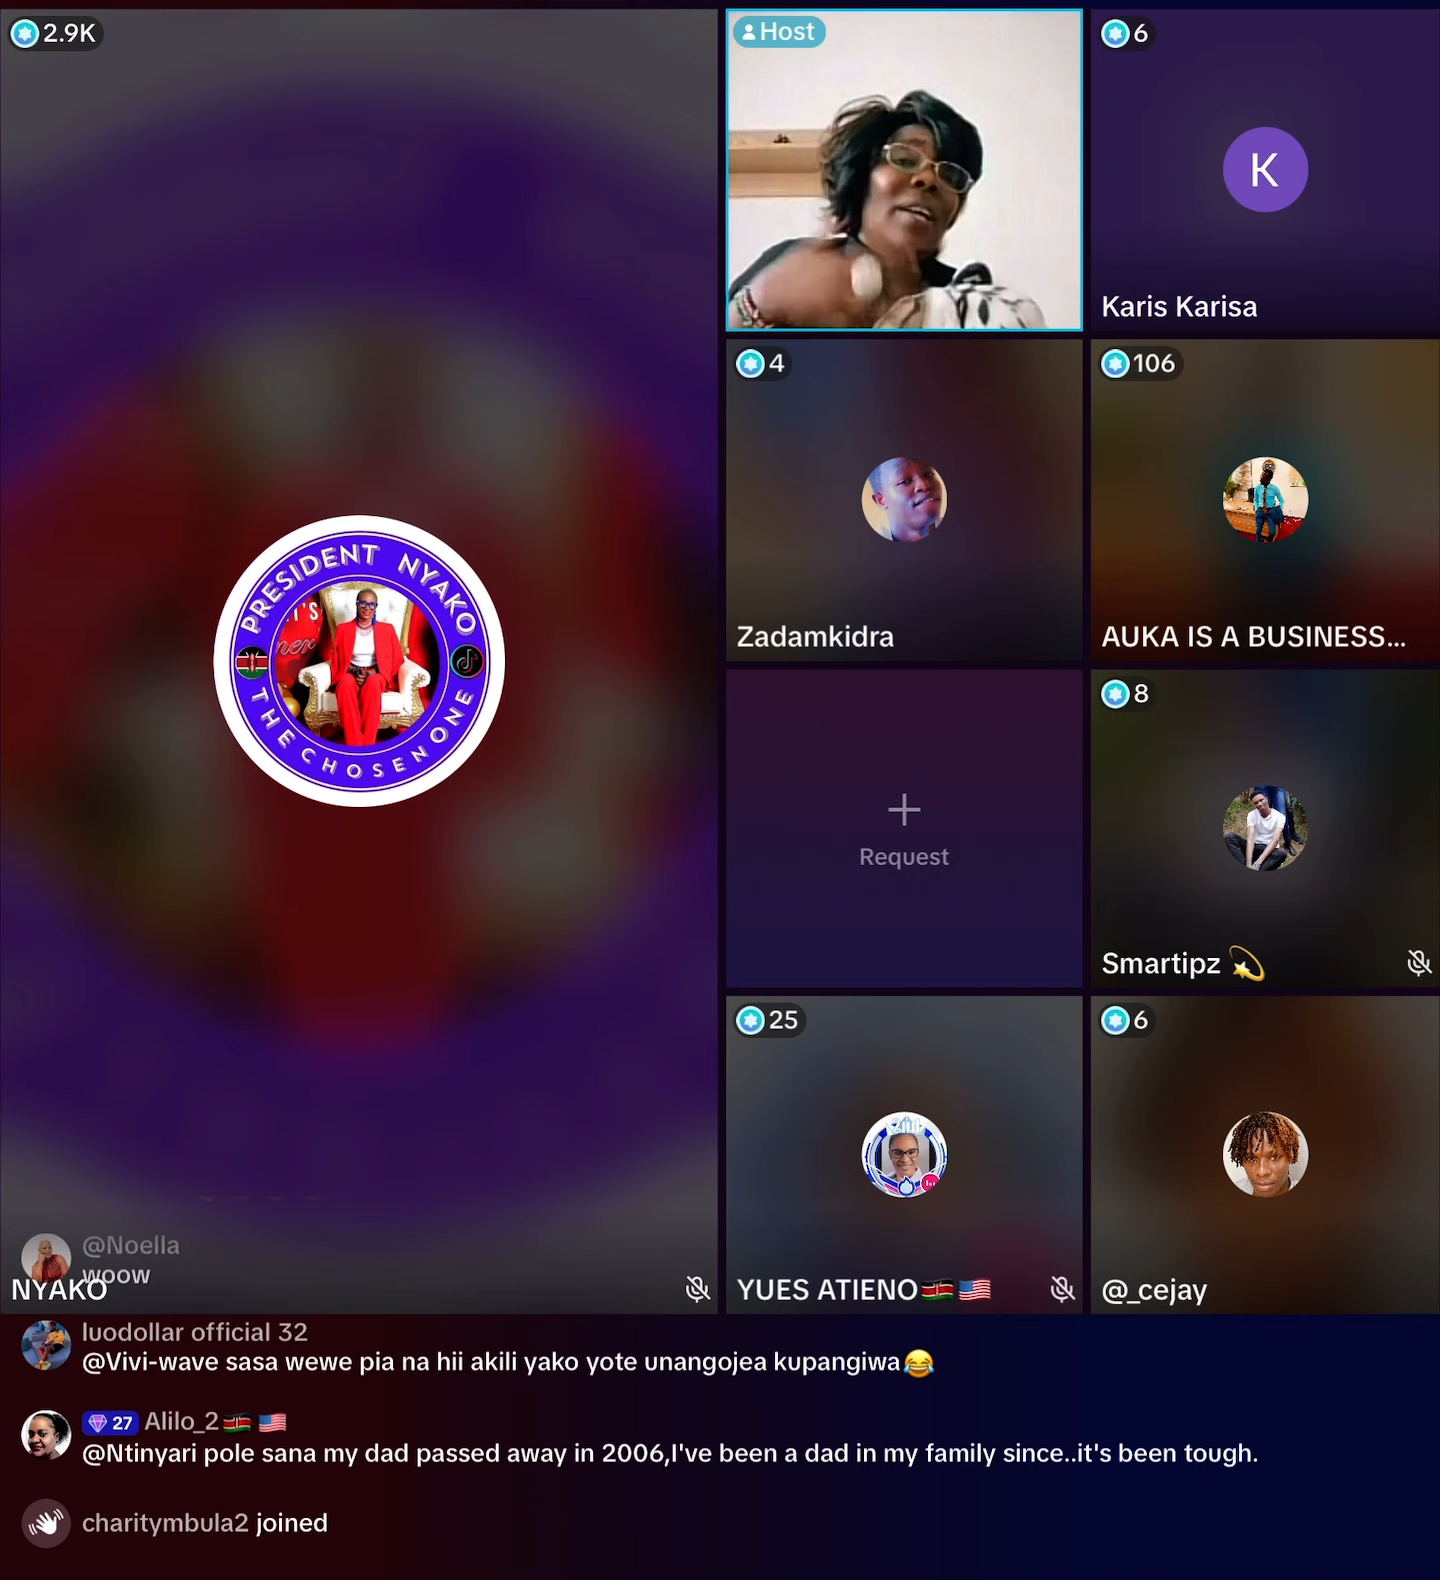 2.9K
PRESIDENT NYAKO
THE CHOSEN ONE
@Noella
woow
NYAKO
Host
6
K
Karis Karisa
4
Zadamkidra
106
AUKA IS A BUSINESS...
+
Request
8
Smartipz 💫
25
YUES ATIENO🇰🇪🇺🇸
6
@_cejay
luodollar official 32
@Vivi-wave sasa wewe pia na hii akili yako yote unangojea kupangiwa😂
27 Alilo_2🇰🇪 🇺🇸
@Ntinyari pole sana my dad passed away in 2006,I've been a dad in my family since..it's been tough.
charitymbula2 joined